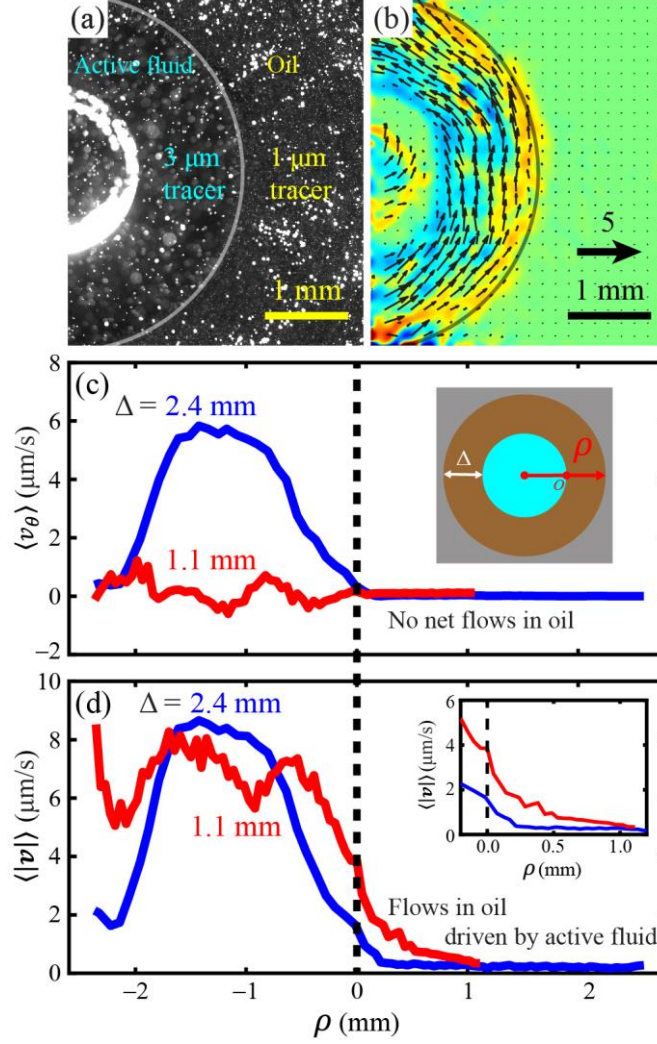 (a)
Active fluid
Oil
3 μm
tracer
1 μm
tracer
1 mm
(b)
5
1 mm
(c)
Δ = 2.4 mm
1.1 mm
⟨v_θ⟩ (μm/s)
8
6
4
2
0
−2
Δ
ρ
o
No net flows in oil
(d)
Δ = 2.4 mm
1.1 mm
⟨|v|⟩ (μm/s)
10
8
6
4
2
0
⟨|v|⟩ (μm/s)
6
4
2
0
0.0
0.5
1.0
ρ (mm)
Flows in oil
driven by active fluid
−2
−1
0
1
2
ρ (mm)